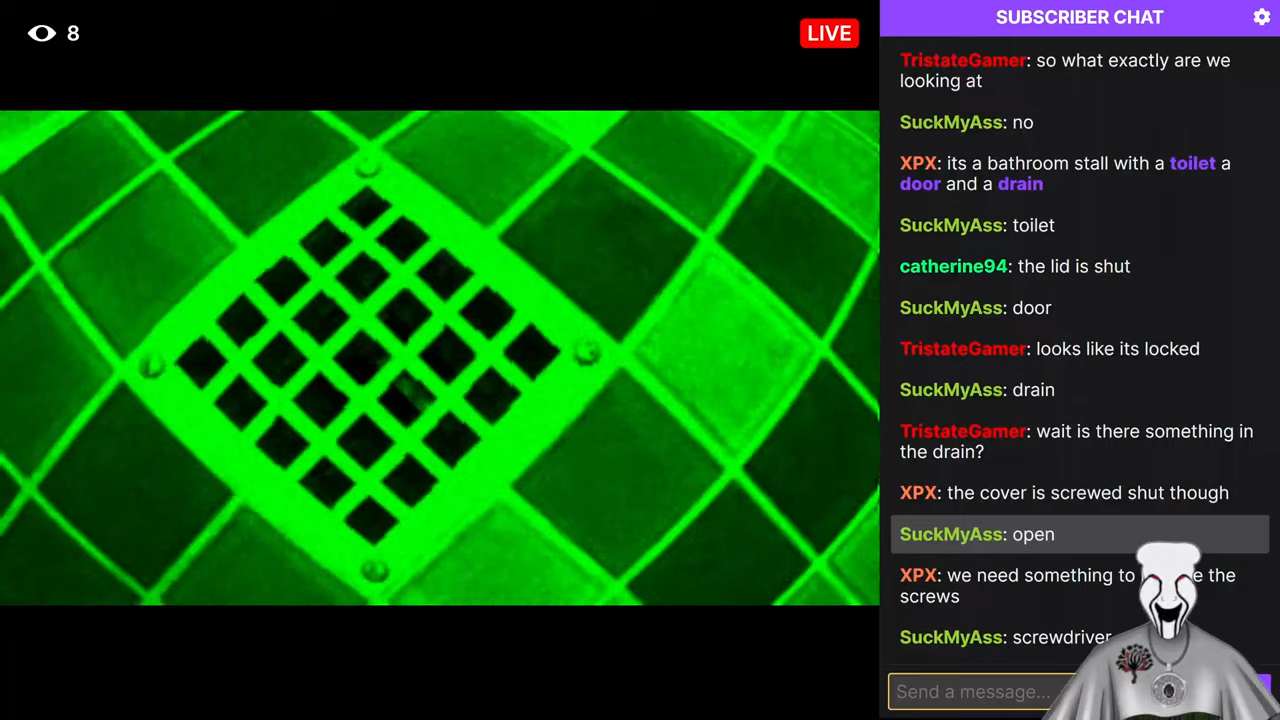 8
LIVE
SUBSCRIBER CHAT
TristateGamer: so what exactly are we
looking at
SuckMyAss: no
XPX: its a bathroom stall with a toilet a
door and a drain
SuckMyAss: toilet
catherine94: the lid is shut
SuckMyAss: door
TristateGamer: looks like its locked
SuckMyAss: drain
TristateGamer: wait is there something in
the drain?
XPX: the cover is screwed shut though
SuckMyAss: open
XPX: we need something to the
screws
SuckMyAss: screwdriver
Send a message...